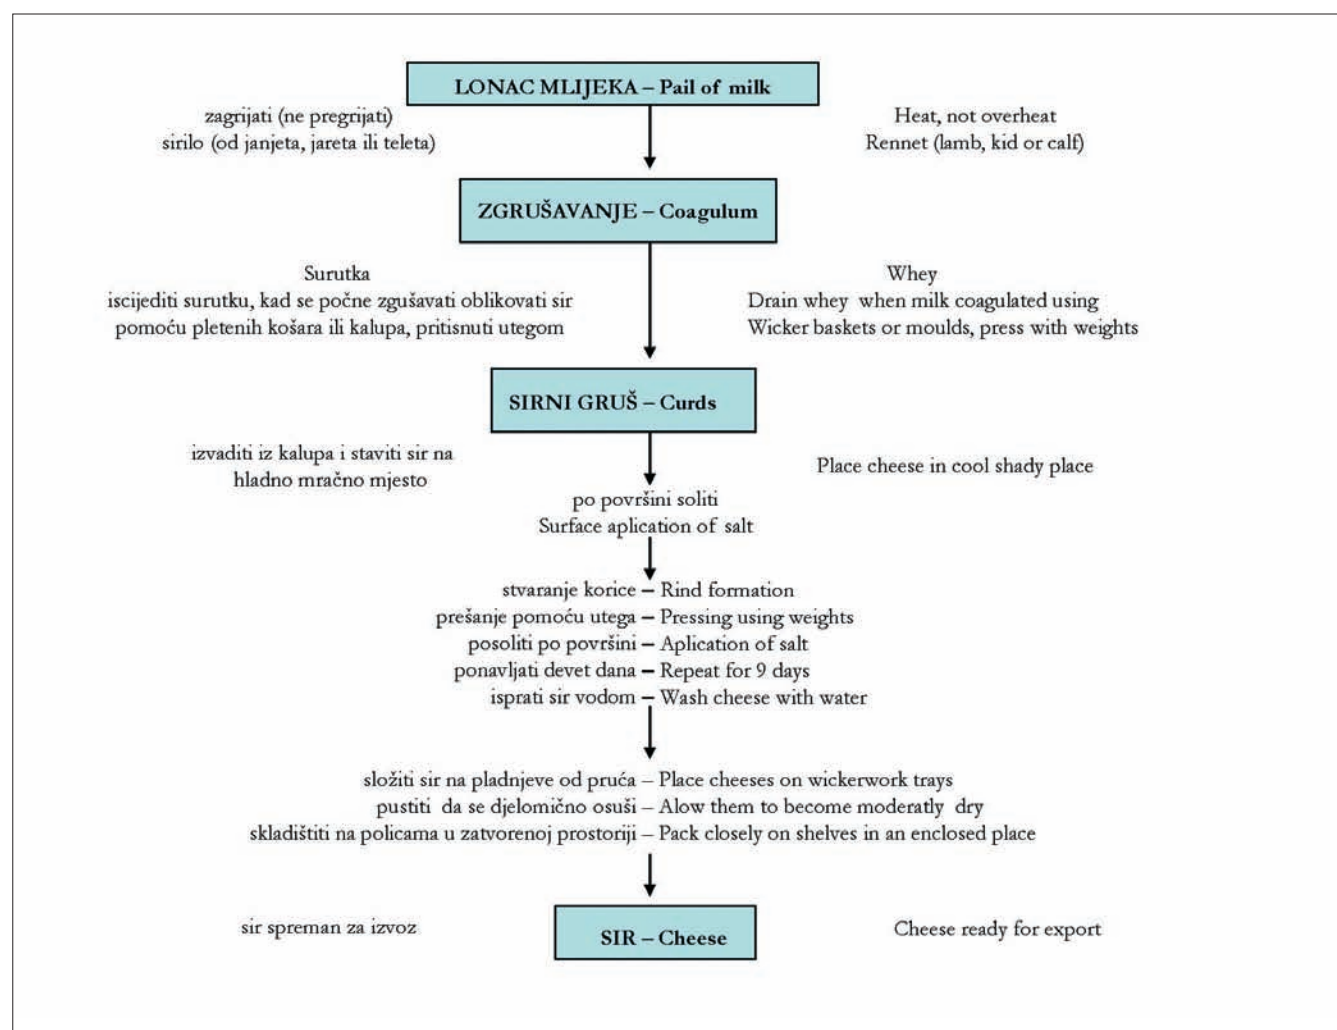 LONAC MLIJEKA – Pail of milk
zagrijati (ne pregrijati)
sirilo (od janjeta, jareta ili teleta)
Heat, not overheat
Rennet (lamb, kid or calf)
ZGRUŠAVANJE – Coagulum
Surutka
iscijediti surutku, kad se počne zgušavati oblikovati sir
pomoću pletenih košara ili kalupa, pritisnuti utegom
Whey
Drain whey when milk coagulated using
Wicker baskets or moulds, press with weights
SIRNI GRUŠ – Curds
izvaditi iz kalupa i staviti sir na
hladno mračno mjesto
Place cheese in cool shady place
po površini soliti
Surface aplication of salt
stvaranje korice – Rind formation
prešanje pomoću utega – Pressing using weights
posoliti po površini – Aplication of salt
ponavljati devet dana – Repeat for 9 days
isprati sir vodom – Wash cheese with water
složiti sir na pladnjeve od pruća – Place cheeses on wickerwork trays
pustiti da se djelomično osuši – Alow them to become moderatly dry
skladištiti na policama u zatvorenoj prostoriji – Pack closely on shelves in an enclosed place
sir spreman za izvoz
SIR – Cheese
Cheese ready for export